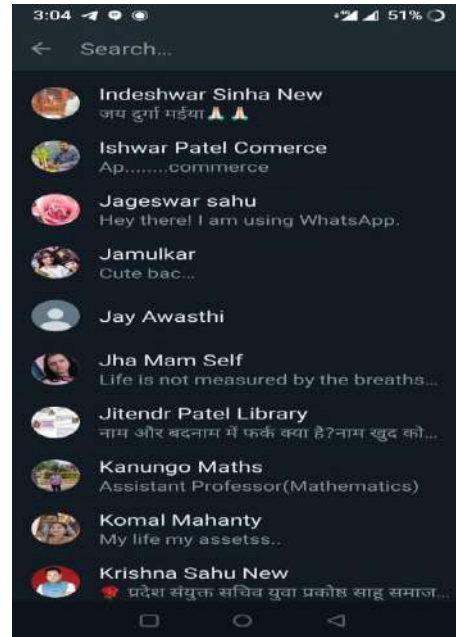 3:04 51%
Search...
Indeshwar Sinha New
जय दुर्गा मईया🙏🙏
Ishwar Patel Comerce
Ap........commerce
Jageswar sahu
Hey there! I am using WhatsApp.
Jamulkar
Cute bac...
Jay Awasthi
Jha Mam Self
Life is not measured by the breaths...
Jitendr Patel Library
नाम और बदनाम में फर्क क्या है?नाम खुद को...
Kanungo Maths
Assistant Professor(Mathematics)
Komal Mahanty
My life my assetss..
Krishna Sahu New
🌹 प्रदेश संयुक्त सचिव युवा प्रकोष्ठ साहू समाज...